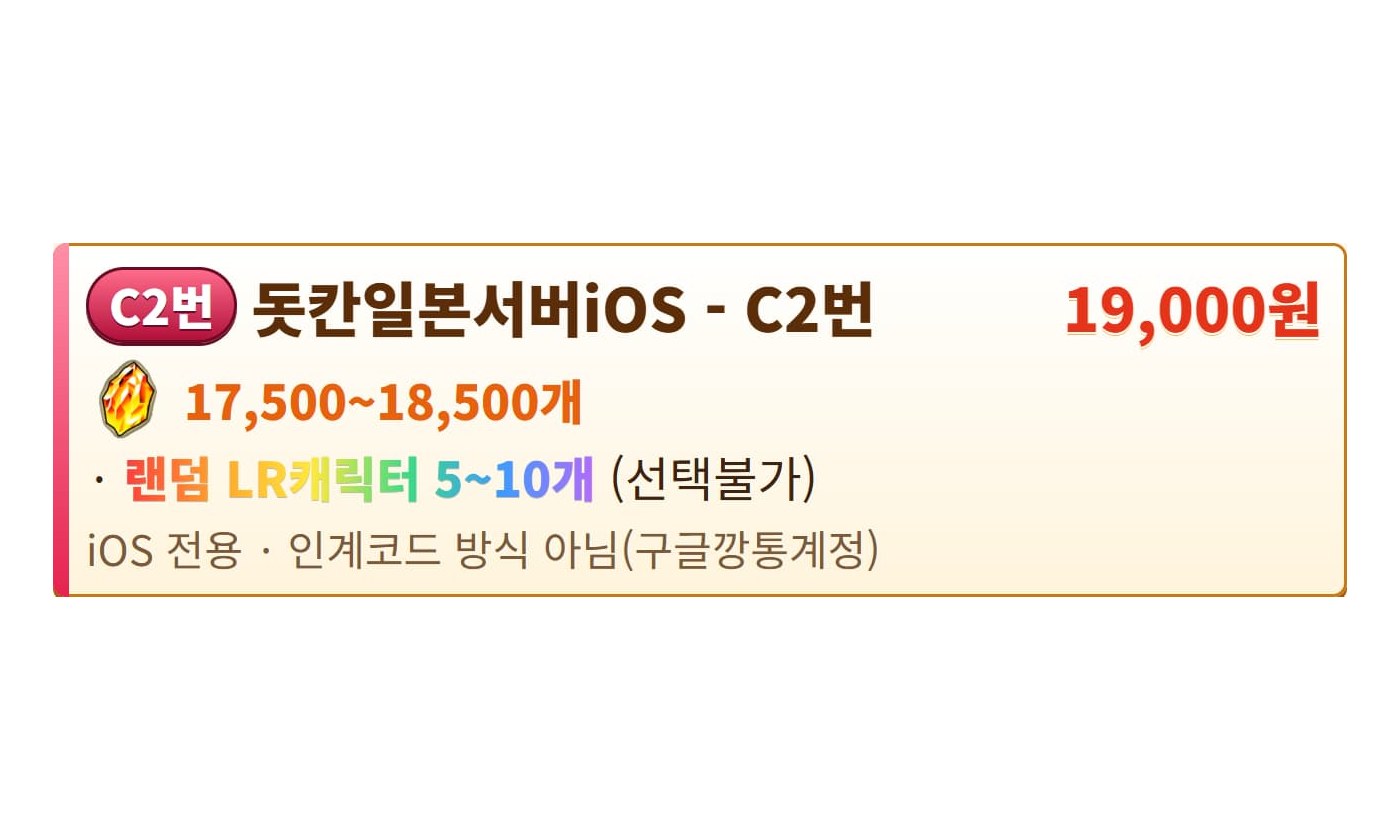 C2번 돗칸일본서버iOS - C2번 19,000원
17,500~18,500개
· 랜덤 LR캐릭터 5~10개 (선택불가)
iOS 전용 · 인계코드 방식 아님(구글깡통계정)